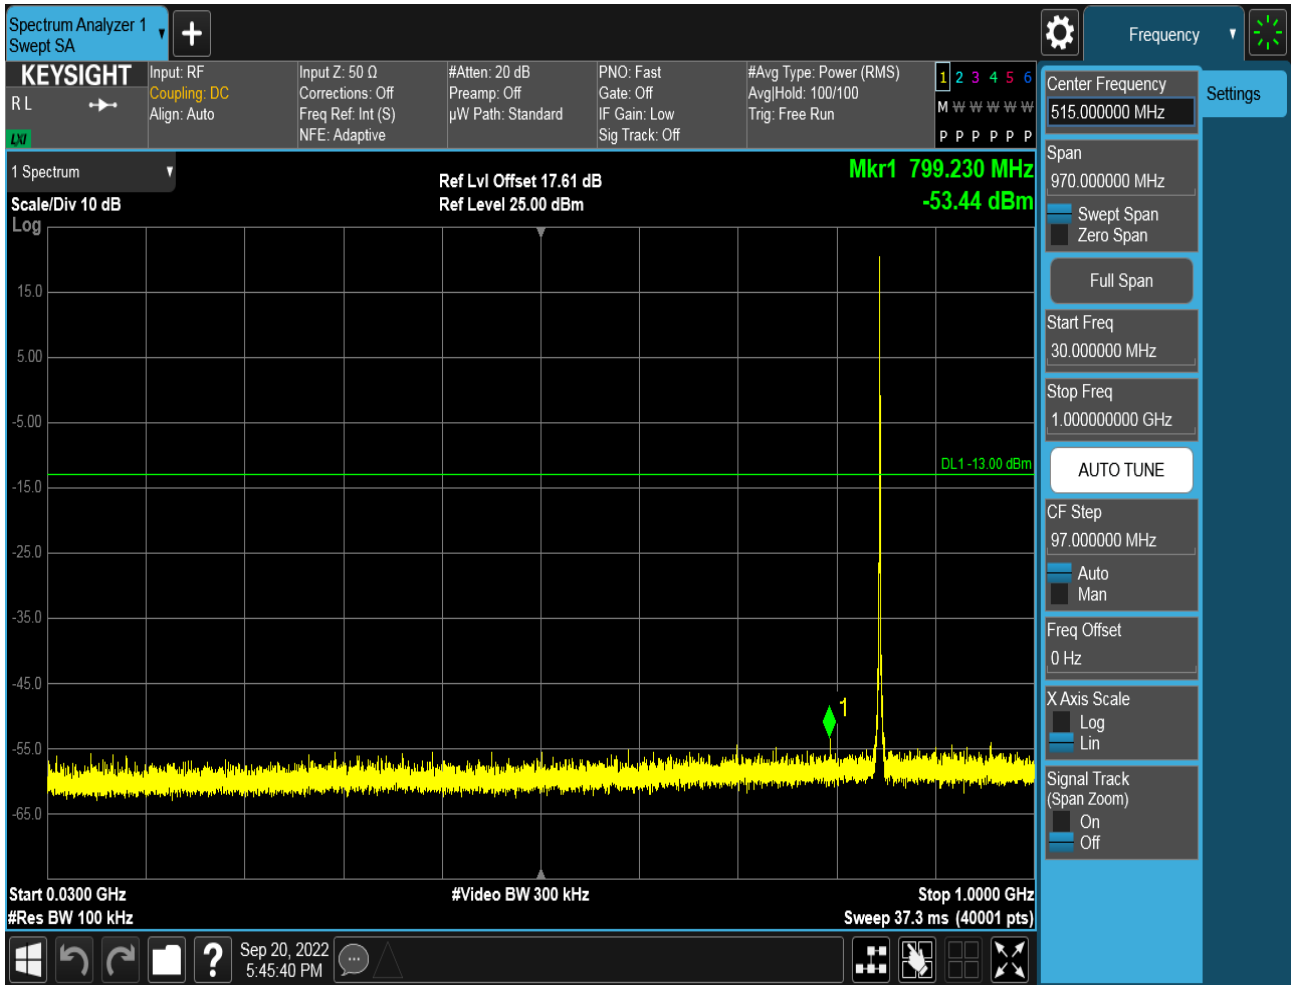 Spectrum Analyzer 1
Swept SA
Frequency
KEYSIGHT
R L
LXI
Input: RF
Coupling: DC
Align: Auto
Input Z: 50 Ω
Corrections: Off
Freq Ref: Int (S)
NFE: Adaptive
#Atten: 20 dB
Preamp: Off
µW Path: Standard
PNO: Fast
Gate: Off
IF Gain: Low
Sig Track: Off
#Avg Type: Power (RMS)
Avg|Hold: 100/100
Trig: Free Run
1 2 3 4 5 6
M W W W W W
P P P P P P
1 Spectrum
Scale/Div 10 dB
Log
Ref Lvl Offset 17.61 dB
Ref Level 25.00 dBm
Mkr1 799.230 MHz
-53.44 dBm
15.0
5.00
-5.00
DL1 -13.00 dBm
-15.0
-25.0
-35.0
-45.0
1
-55.0
-65.0
Start 0.0300 GHz
#Res BW 100 kHz
#Video BW 300 kHz
Stop 1.0000 GHz
Sweep 37.3 ms (40001 pts)
Center Frequency
515.000000 MHz
Settings
Span
970.000000 MHz
Swept Span
Zero Span
Full Span
Start Freq
30.000000 MHz
Stop Freq
1.000000000 GHz
AUTO TUNE
CF Step
97.000000 MHz
Auto
Man
Freq Offset
0 Hz
X Axis Scale
Log
Lin
Signal Track
(Span Zoom)
On
Off
?
Sep 20, 2022
5:45:40 PM